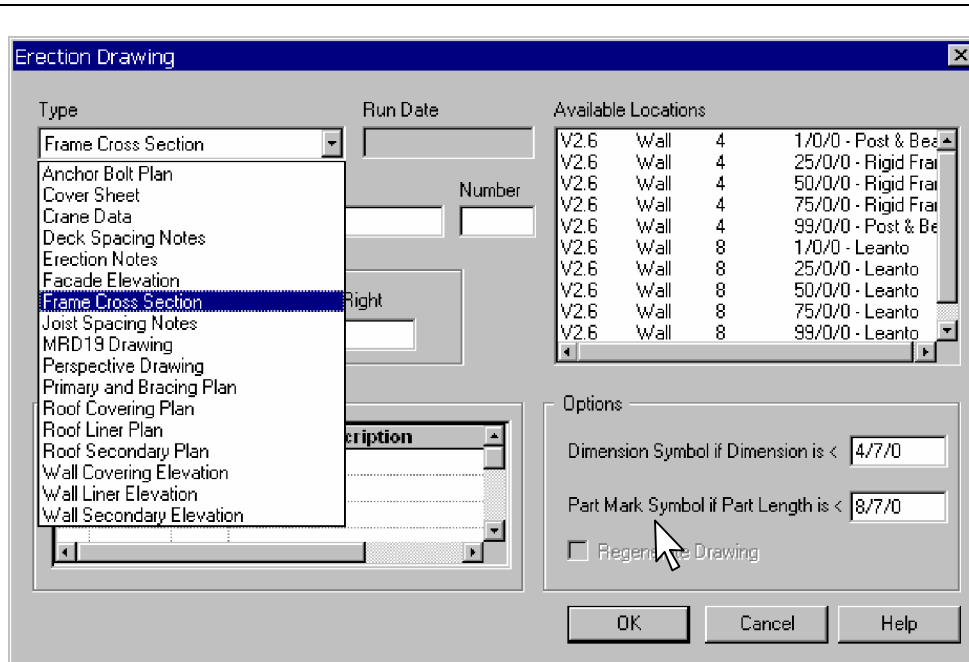 Erection Drawing
Type
Run Date
Available Locations
Frame Cross Section
Anchor Bolt Plan
Cover Sheet
Crane Data
Deck Spacing Notes
Erection Notes
Facade Elevation
Frame Cross Section
Joist Spacing Notes
MRD19 Drawing
Perspective Drawing
Primary and Bracing Plan
Roof Covering Plan
Roof Liner Plan
Roof Secondary Plan
Wall Covering Elevation
Wall Liner Elevation
Wall Secondary Elevation
Number
Right
cription
V2.6 Wall 4 1/0/0 - Post & Bea
V2.6 Wall 4 25/0/0 - Rigid Fra
V2.6 Wall 4 50/0/0 - Rigid Fra
V2.6 Wall 4 75/0/0 - Rigid Fra
V2.6 Wall 4 99/0/0 - Post & Be
V2.6 Wall 8 1/0/0 - Leanto
V2.6 Wall 8 25/0/0 - Leanto
V2.6 Wall 8 50/0/0 - Leanto
V2.6 Wall 8 75/0/0 - Leanto
V2.6 Wall 8 99/0/0 - Leanto
Options
Dimension Symbol if Dimension is < 4/7/0
Part Mark Symbol if Part Length is < 8/7/0
Regenerate Drawing
OK Cancel Help